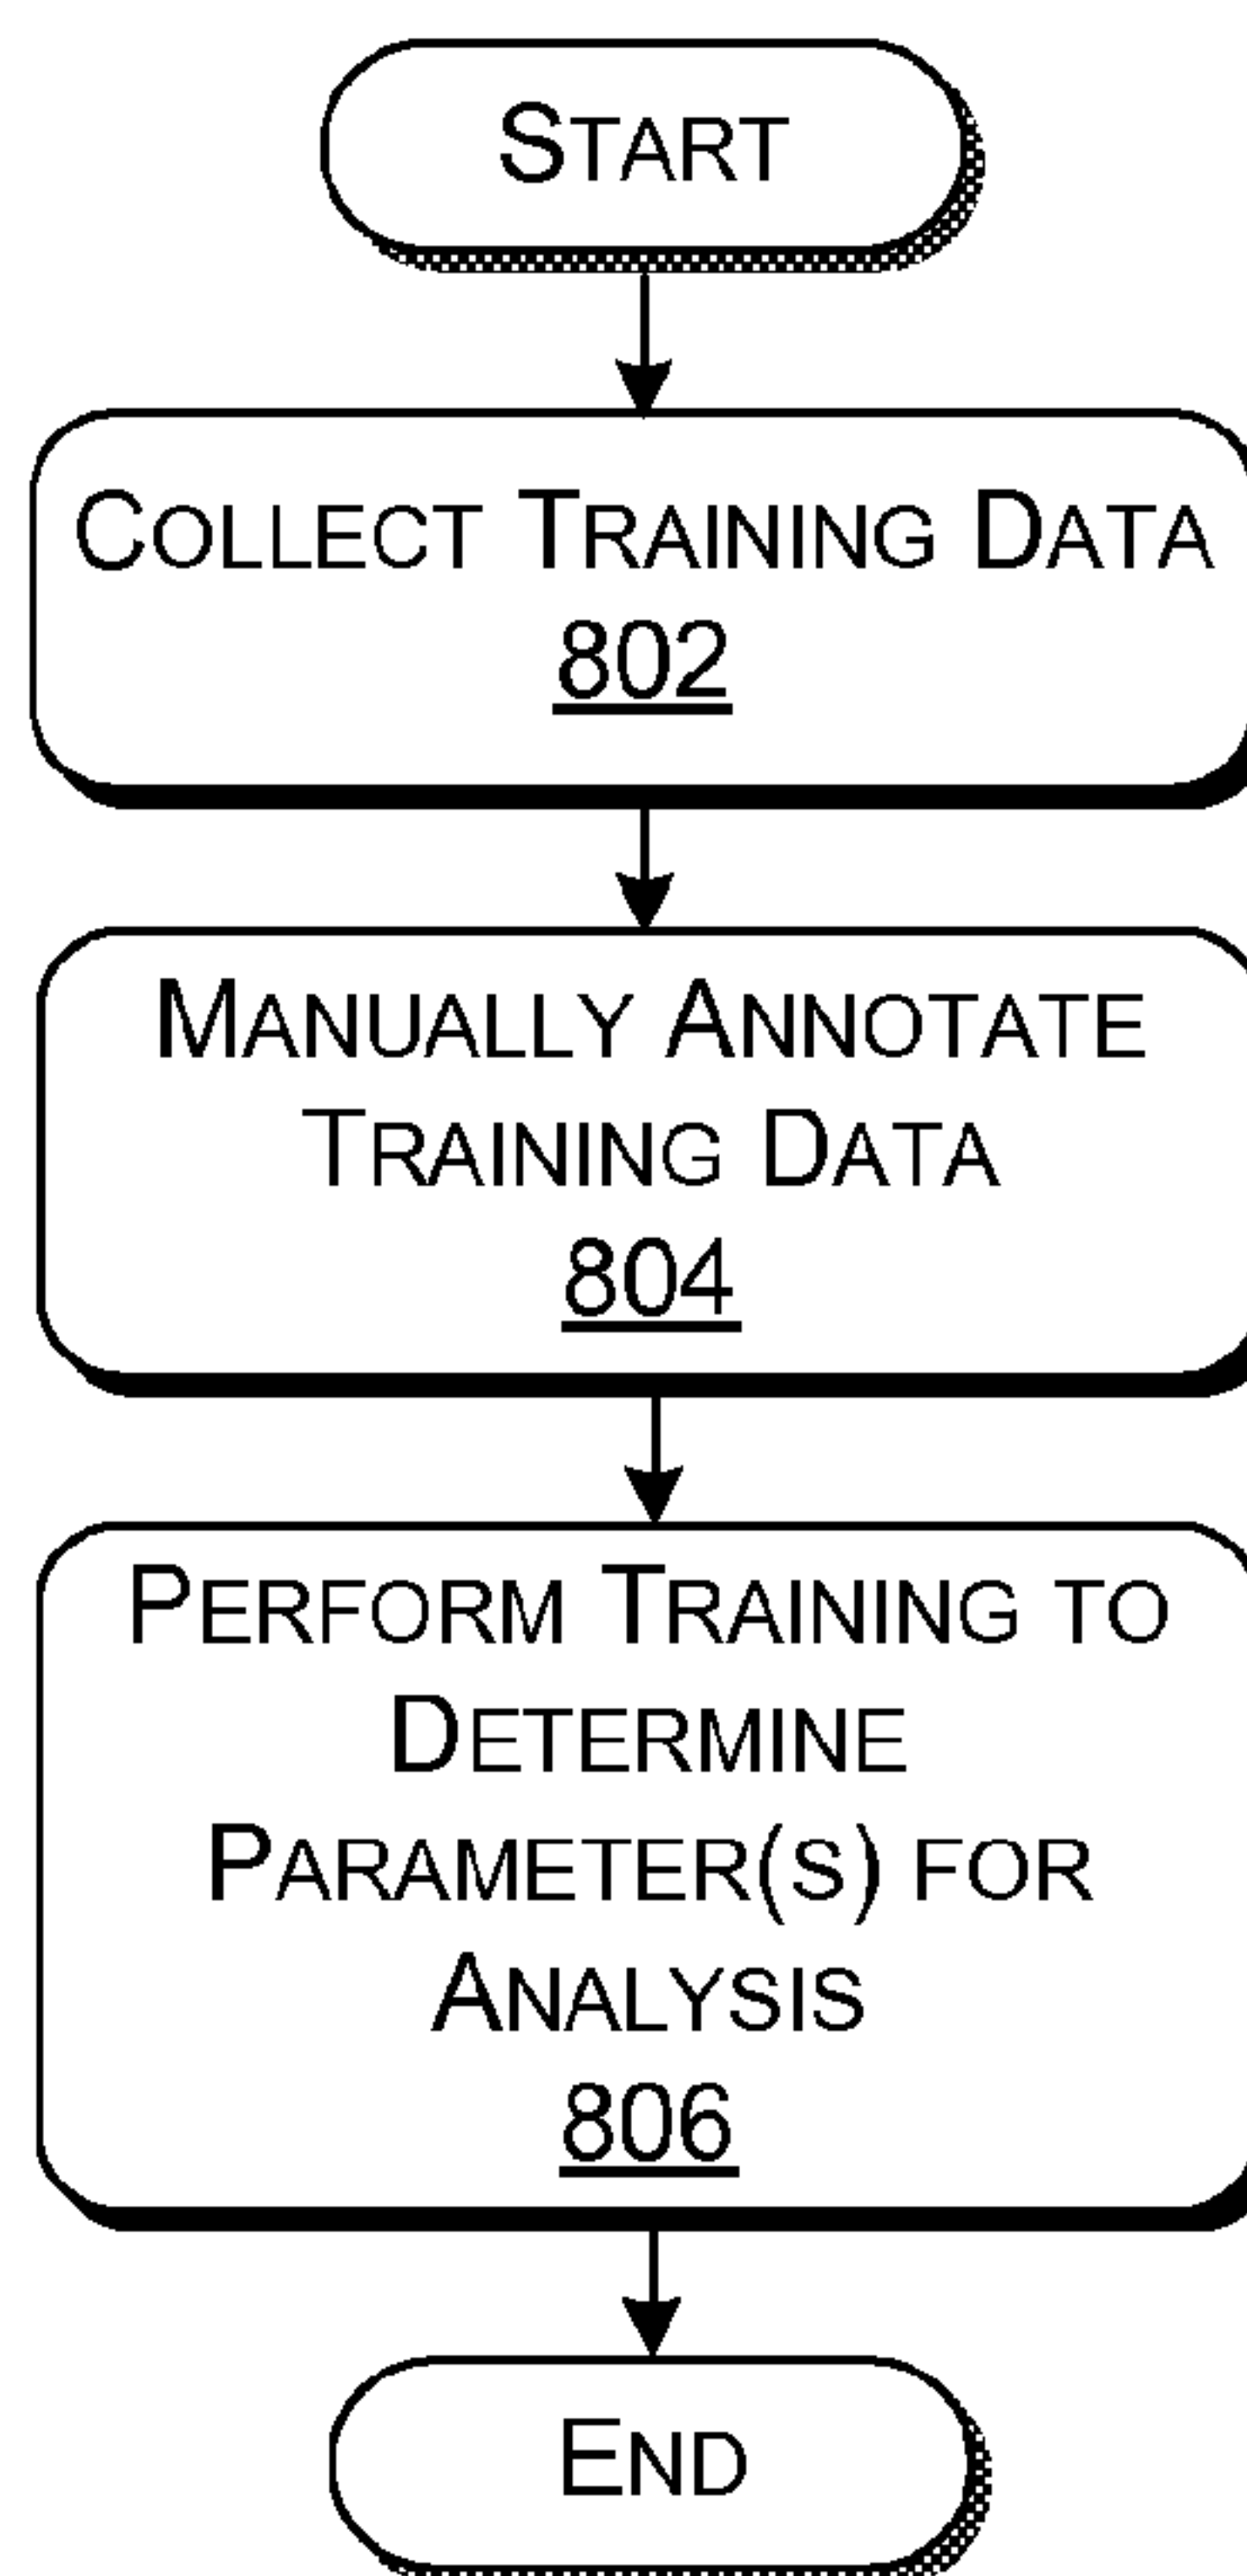 START
COLLECT TRAINING DATA
802
MANUALLY ANNOTATE
TRAINING DATA
804
PERFORM TRAINING TO
DETERMINE
PARAMETER(S) FOR
ANALYSIS
806
END